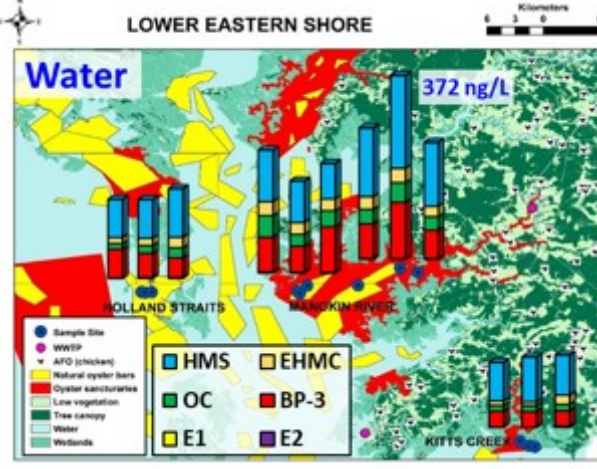 Kilometers
6 3 0
LOWER EASTERN SHORE
Water
372 ng/L
HOLLAND STRAITS
MANOKIN RIVER
KITTS CREEK
Sample Site
WWTP
AFO (chicken)
Natural oyster bars
Oyster sanctuaries
Low vegetation
Tree canopy
Water
Wetlands
HMS EHMC
OC BP-3
E1 E2